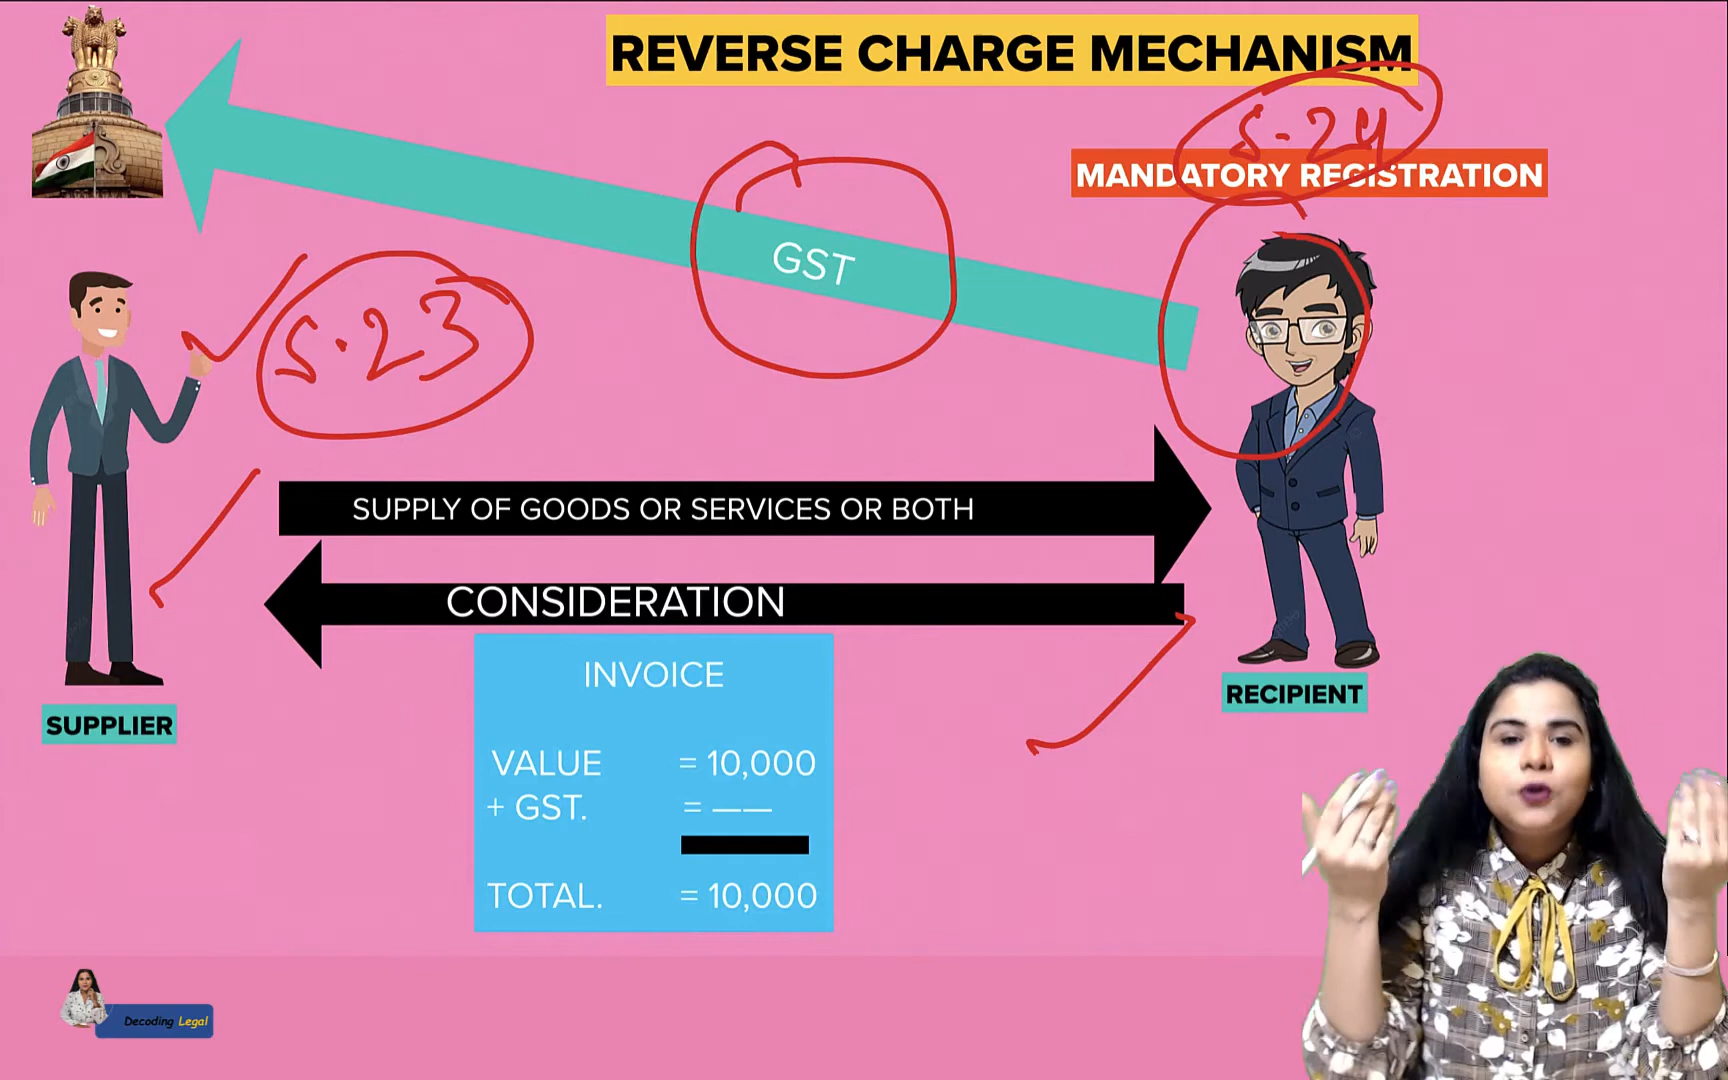 REVERSE CHARGE MECHANISM
S.24
MANDATORY REGISTRATION
GST
S.23
SUPPLY OF GOODS OR SERVICES OR BOTH
CONSIDERATION
INVOICE
VALUE = 10,000
+ GST. = ——
TOTAL. = 10,000
SUPPLIER
RECIPIENT
Decoding Legal